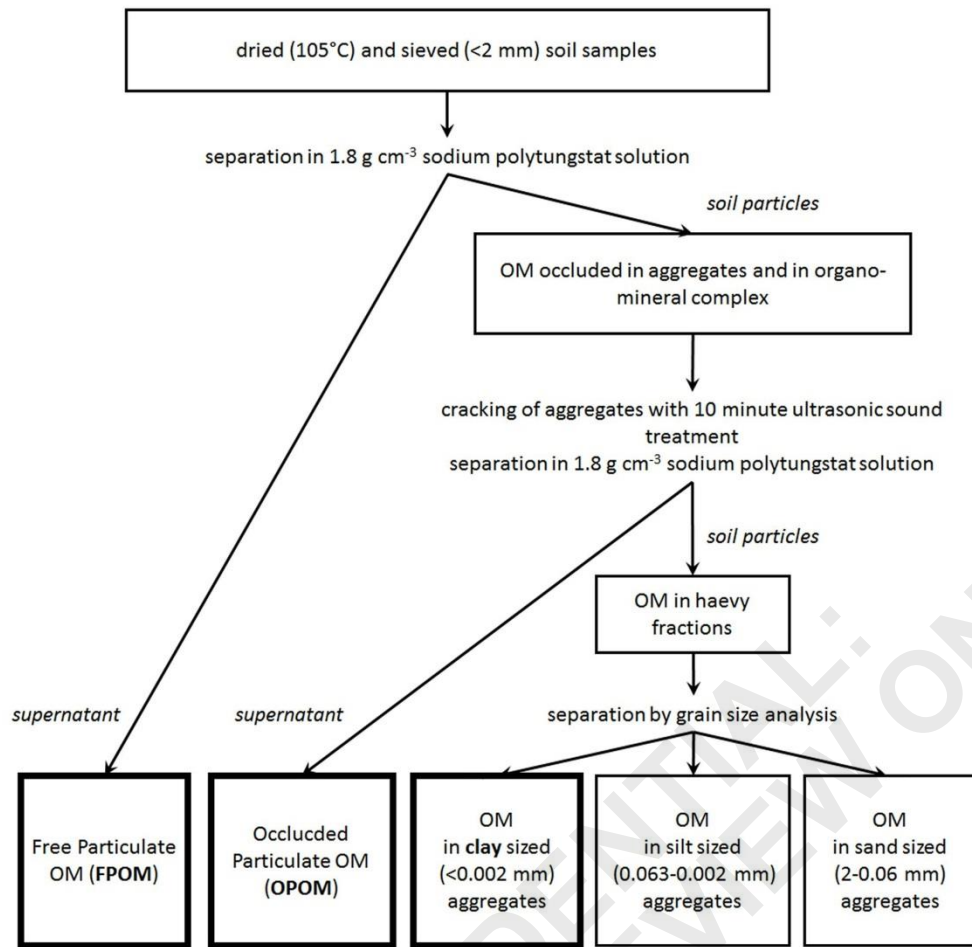 dried (105°C) and sieved (<2 mm) soil samples
separation in 1.8 g cm-3 sodium polytungstat solution
soil particles
OM occluded in aggregates and in organo-
mineral complex
cracking of aggregates with 10 minute ultrasonic sound
treatment
separation in 1.8 g cm-3 sodium polytungstat solution
soil particles
OM in haevy
fractions
supernatant
supernatant
separation by grain size analysis
Free Particulate
OM (FPOM)
Occlucded
Particulate OM
(OPOM)
OM
in clay sized
(<0.002 mm)
aggregates
OM
in silt sized
(0.063-0.002 mm)
aggregates
OM
in sand sized
(2-0.06 mm)
aggregates